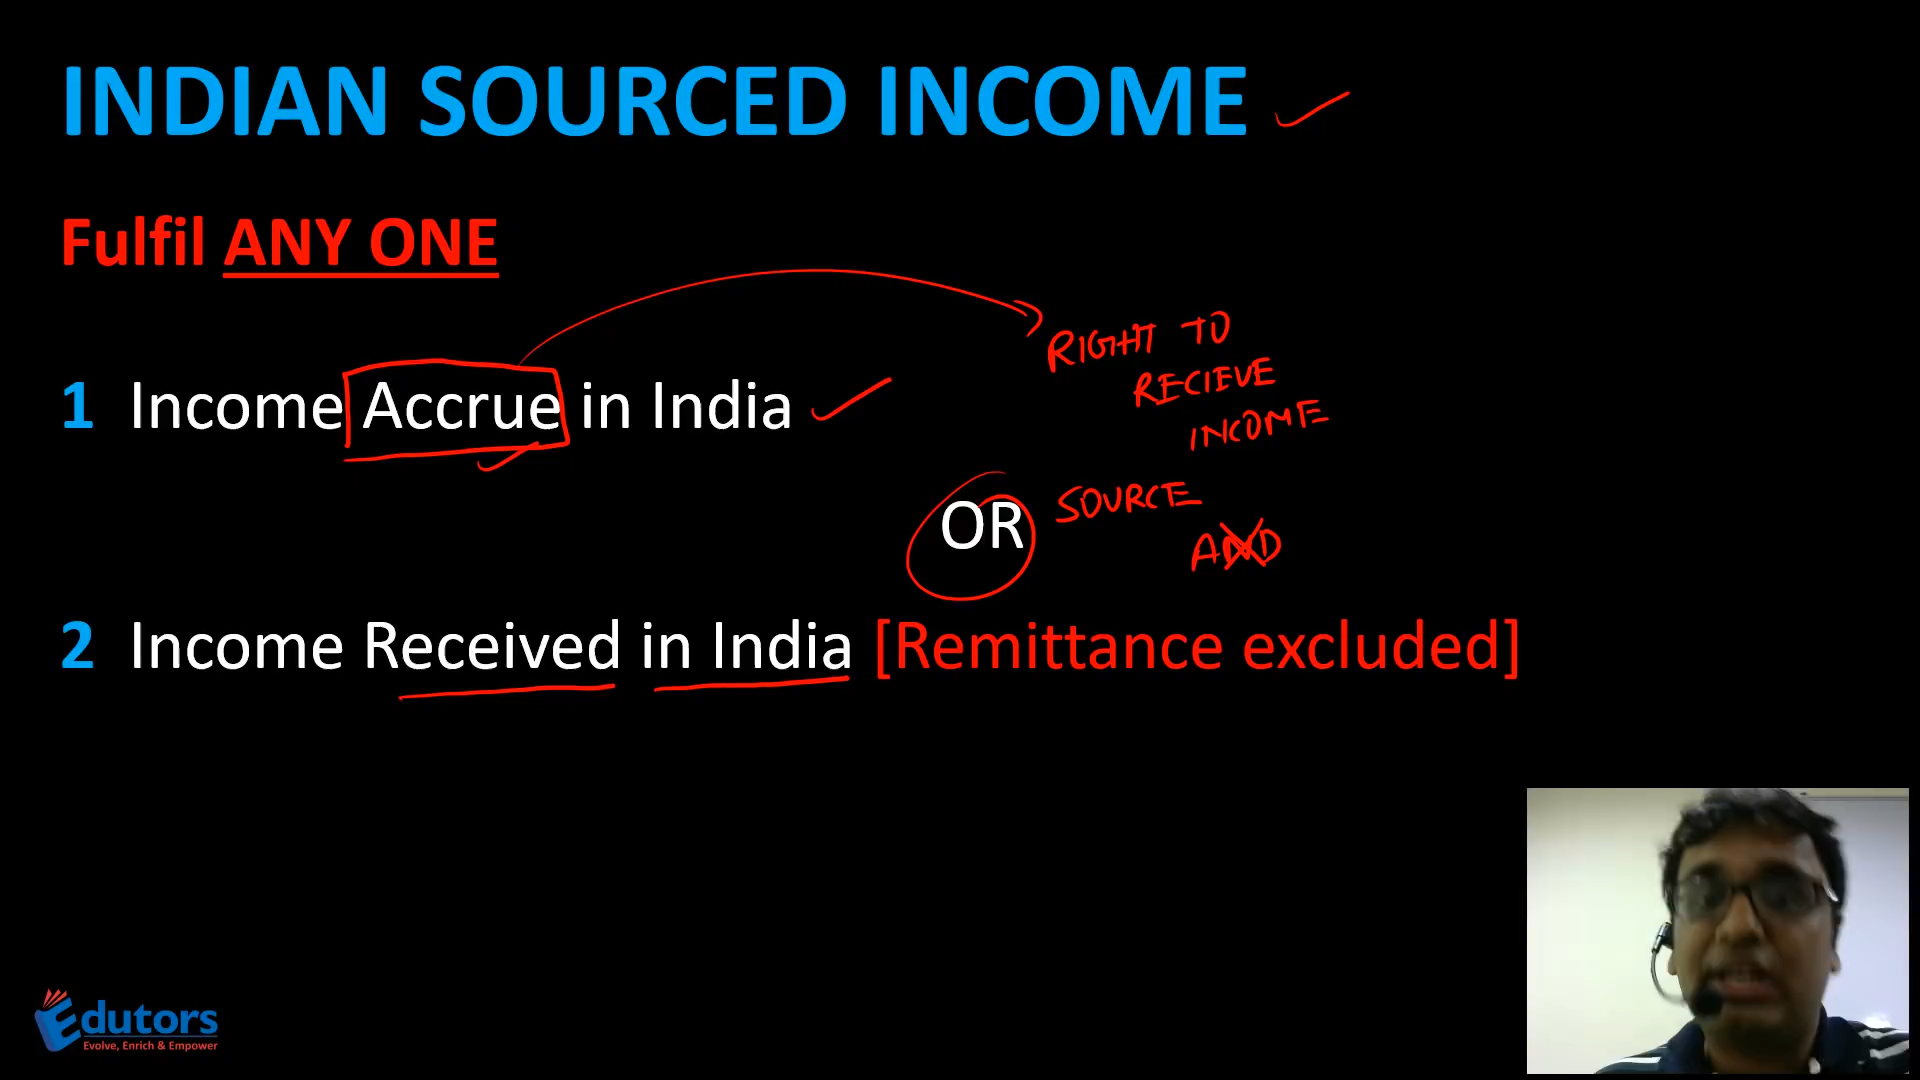 INDIAN SOURCED INCOME
Fulfil ANY ONE
RIGHT TO
RECIEVE
INCOME
1 Income Accrue in India
OR SOURCE
AND
2 Income Received in India [Remittance excluded]
Edutors
Evolve, Enrich & Empower